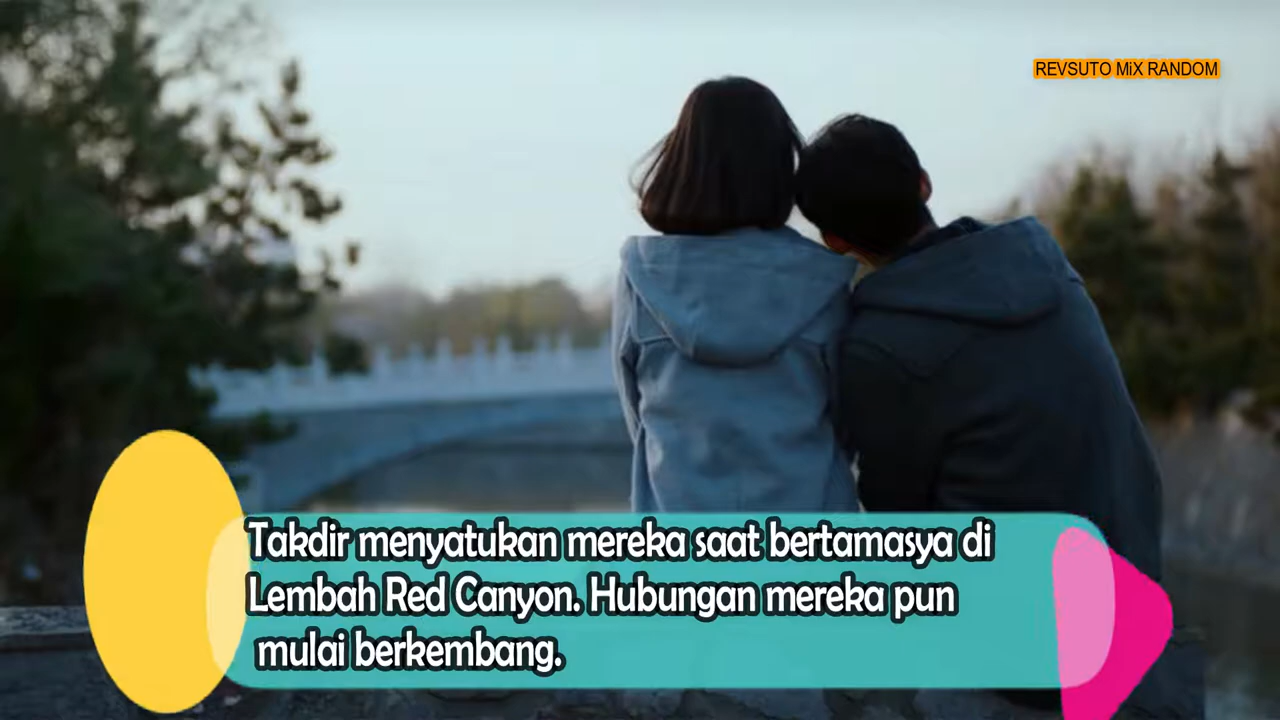 REVSUTO MiX RANDOM
Takdir menyatukan mereka saat bertamasya di
Lembah Red Canyon. Hubungan mereka pun
mulai berkembang.